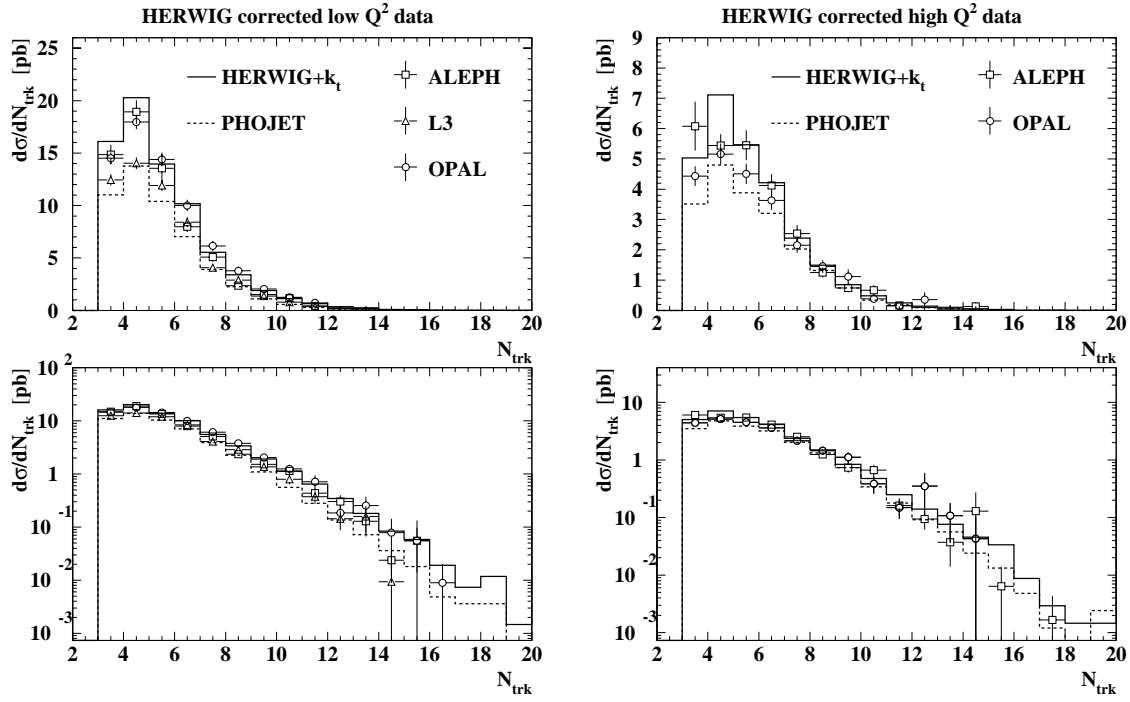 HERWIG corrected low Q² data
dσ/dN_trk [pb]
25
20
15
10
5
0
HERWIG+k_t
PHOJET
ALEPH
L3
OPAL
2 4 6 8 10 12 14 16 18 20
N_trk
HERWIG corrected high Q² data
dσ/dN_trk [pb]
9
8
7
6
5
4
3
2
1
0
HERWIG+k_t
PHOJET
ALEPH
OPAL
2 4 6 8 10 12 14 16 18 20
N_trk
dσ/dN_trk [pb]
10²
10
1
10⁻¹
10⁻²
10⁻³
2 4 6 8 10 12 14 16 18 20
N_trk
dσ/dN_trk [pb]
10
1
10⁻¹
10⁻²
10⁻³
2 4 6 8 10 12 14 16 18 20
N_trk